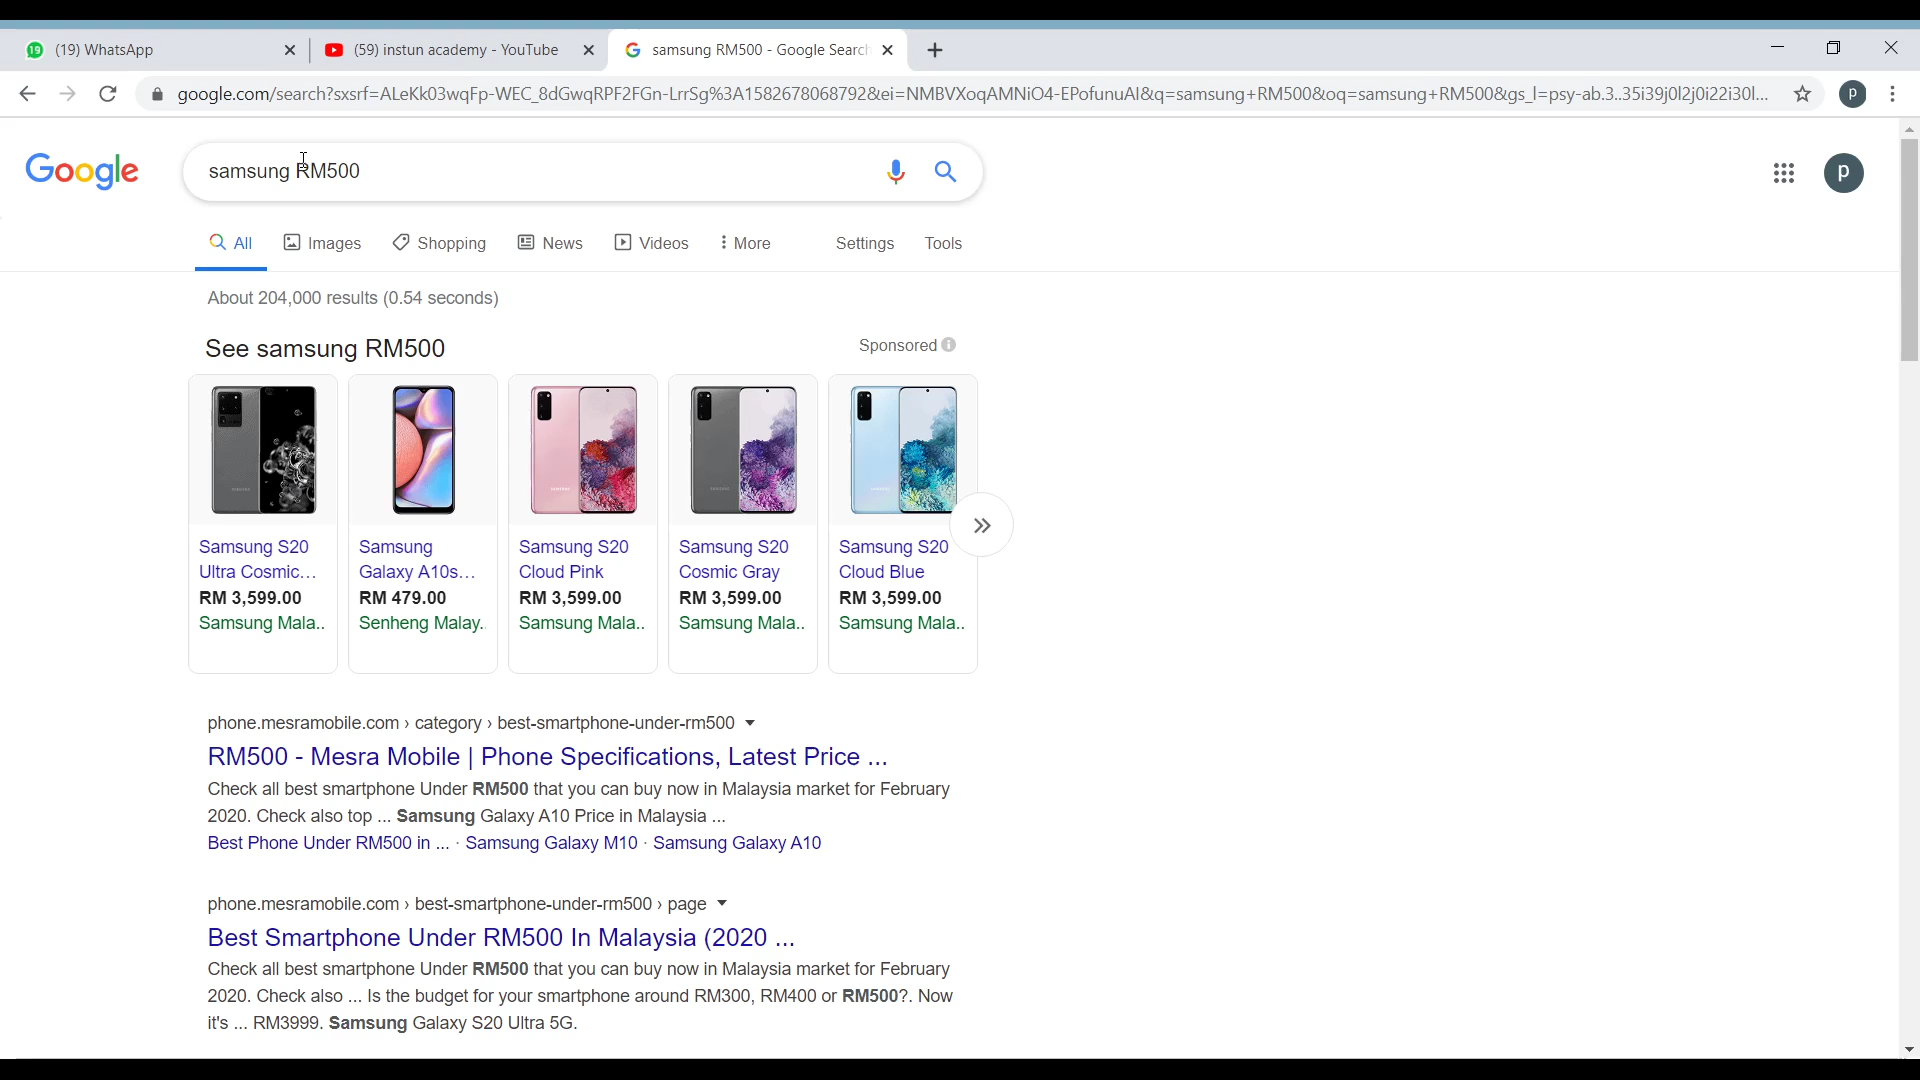 19 (19) WhatsApp (59) instun academy - YouTube samsung RM500 - Google Search
google.com/search?sxsrf=ALeKk03wqFp-WEC_8dGwqRPF2FGn-LrrSg%3A1582678068792&ei=NMBVXoqAMNiO4-EPofunuAI&q=samsung+RM500&oq=samsung+RM500&gs_l=psy-ab.3..35i39j0l2j0i22i30l... p
Google samsung RM500 p
All Images Shopping News Videos More Settings Tools
About 204,000 results (0.54 seconds)
See samsung RM500 Sponsored
Samsung S20 Samsung Samsung S20 Samsung S20 Samsung S20
Ultra Cosmic... Galaxy A10s... Cloud Pink Cosmic Gray Cloud Blue
RM 3,599.00 RM 479.00 RM 3,599.00 RM 3,599.00 RM 3,599.00
Samsung Mala.. Senheng Malay.. Samsung Mala.. Samsung Mala.. Samsung Mala..
phone.mesramobile.com › category › best-smartphone-under-rm500
RM500 - Mesra Mobile | Phone Specifications, Latest Price ...
Check all best smartphone Under RM500 that you can buy now in Malaysia market for February
2020. Check also top ... Samsung Galaxy A10 Price in Malaysia ...
Best Phone Under RM500 in ... · Samsung Galaxy M10 · Samsung Galaxy A10
phone.mesramobile.com › best-smartphone-under-rm500 › page
Best Smartphone Under RM500 In Malaysia (2020 ...
Check all best smartphone Under RM500 that you can buy now in Malaysia market for February
2020. Check also ... Is the budget for your smartphone around RM300, RM400 or RM500?. Now
it's ... RM3999. Samsung Galaxy S20 Ultra 5G.